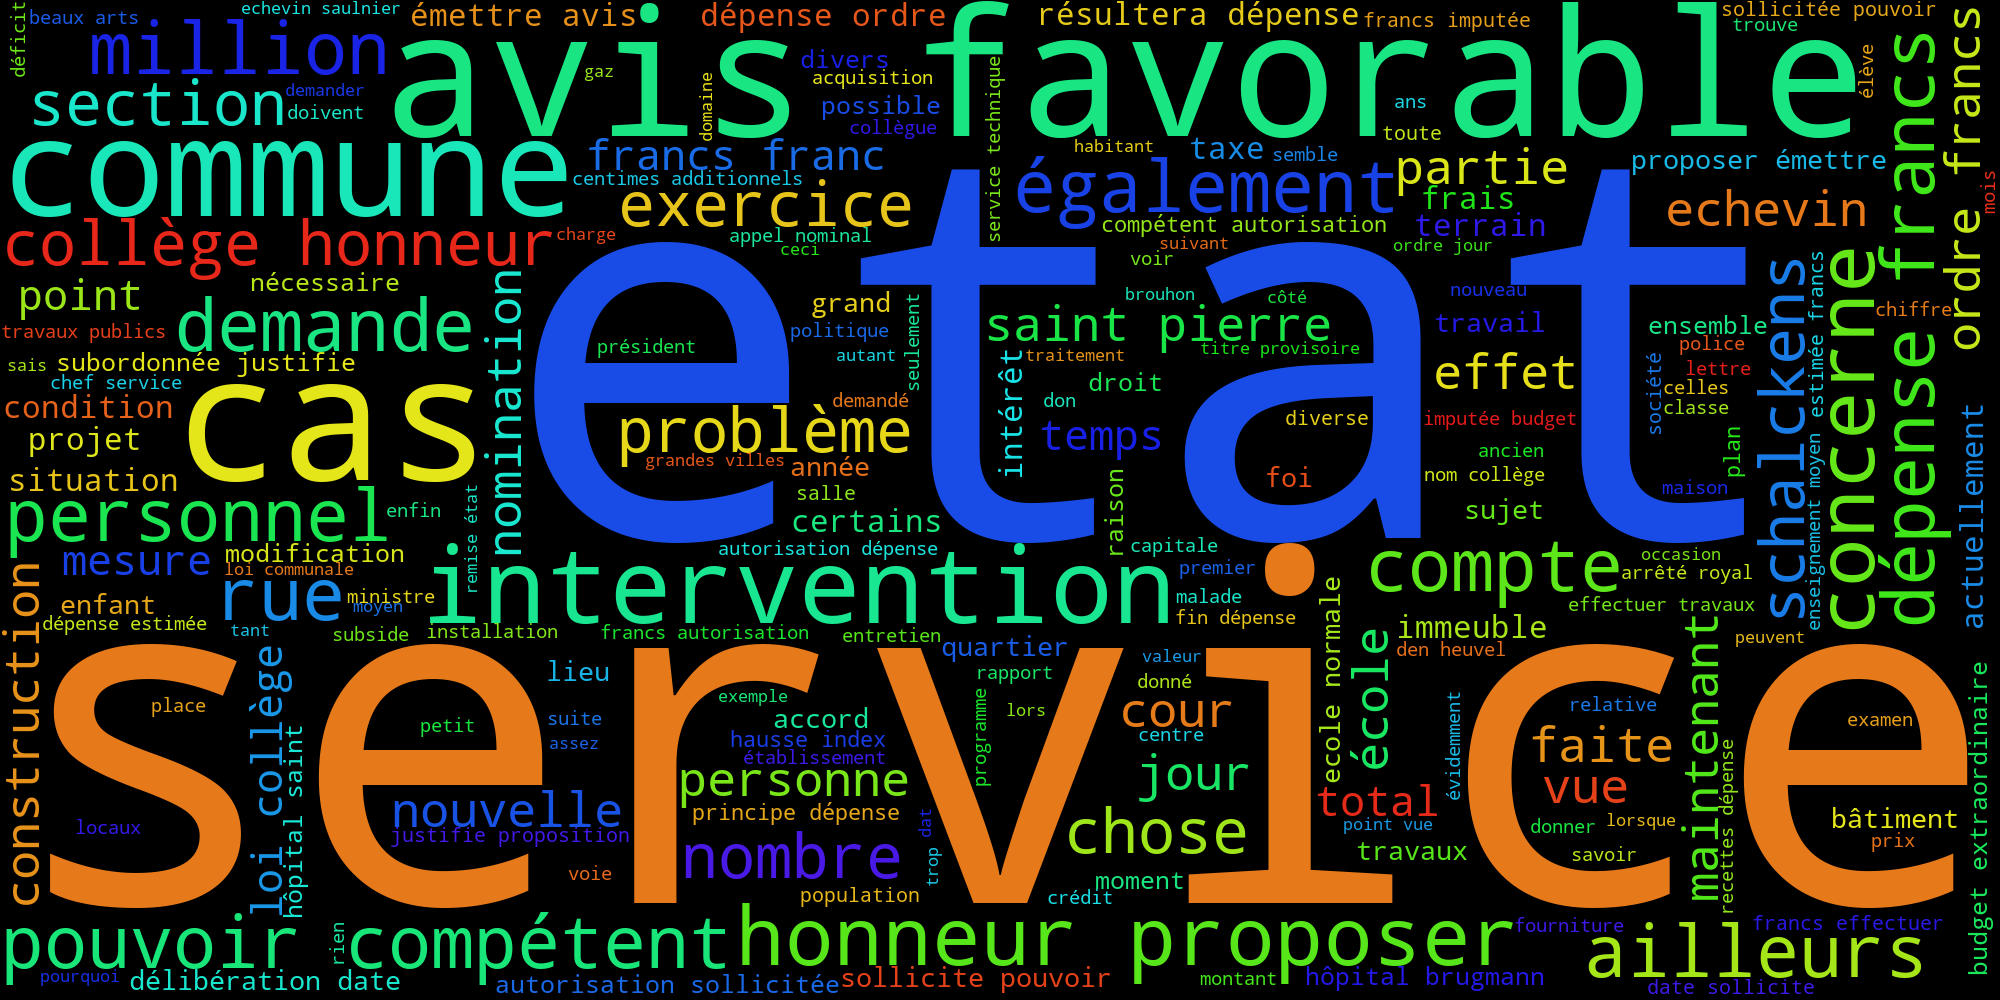 beaux arts
echevin saulnier
émettre avis
dépense ordre
résultera dépense
francs imputée
sollicitée pouvoir
trouve
déficit
million
avis favorable
gaz
divers
acquisition
possible
collègue
domaine
service technique
élève
dépense francs
ordre francs
mois
section
demander
doivent
ans
toute
commune
francs franc
centimes additionnels
habitant
taxe
semble
également
partie
proposer émettre
frais
exercice
compétent autorisation
terrain
echevin
collège honneur
charge
appel nominal
ceci
suivant
voir
ordre jour
etat
point
nécessaire
nomination
grand
brouhon
côté
nouveau
schalckens
enseignement moyen estimée francs
concerne
chiffre
travaux publics
demande
président
politique
saint pierre
travail
ensemble
sais
subordonnée justifie
autant
seulement
intérêt
traitement
titre provisoire
police
société
lettre
chef service
cas
droit
effet
celles
condition
demandé
don
classe
problème
diverse
imputée budget
actuellement
projet
temps
plan
grandes villes
année
ancien
situation
foi
nom collège
maison
salle
personnel
enfin
remise état
certains
raison
sujet
mesure
modification
autorisation dépense
capitale
occasion
construction
loi communale
rue
ministre
intervention
premier
compte
arrêté royal
enfant
moyen
malade
effectuer travaux
dépense estimée
tant
subside
installation
francs autorisation
entretien
fin dépense
ecole normale
immeuble
peuvent
service
loi collège
hôpital saint
quartier
valeur
école
den heuvel
maintenant
lieu
rapport
donné
place
exemple
programme
lors
évidemment
relative
budget extraordinaire
petit
suite
accord
cour
examen
assez
hausse index
centre
faite
établissement
recettes dépense
personne
jour
vue
nouvelle
total
principe dépense
locaux
justifie proposition
trop dat
chose
point vue
donner
lorsque
bâtiment
nombre
travaux
savoir
prix
voie
moment
population
crédit
pouvoir compétent
rien
honneur proposer
fourniture
francs effectuer
ailleurs
pourquoi
délibération date
autorisation sollicitée
sollicite pouvoir
montant
hôpital brugmann
date sollicite